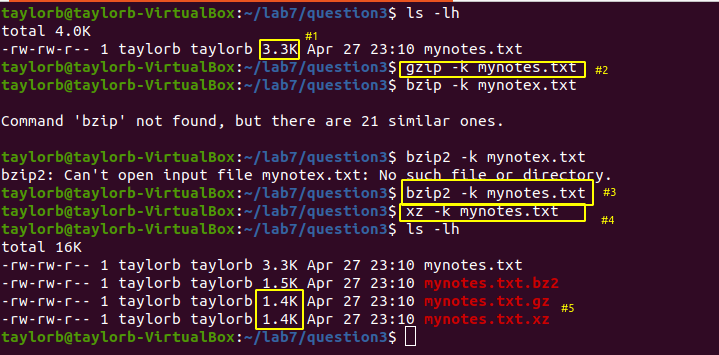 taylorb@taylorb-VirtualBox:~/lab7/question3$ ls -lh
total 4.0K
#1
-rw-rw-r-- 1 taylorb taylorb 3.3K Apr 27 23:10 mynotes.txt
taylorb@taylorb-VirtualBox:~/lab7/question3$ gzip -k mynotes.txt #2
taylorb@taylorb-VirtualBox:~/lab7/question3$ bzip -k mynotex.txt
Command 'bzip' not found, but there are 21 similar ones.
taylorb@taylorb-VirtualBox:~/lab7/question3$ bzip2 -k mynotex.txt
bzip2: Can't open input file mynotex.txt: No such file or directory.
taylorb@taylorb-VirtualBox:~/lab7/question3$ bzip2 -k mynotes.txt #3
taylorb@taylorb-VirtualBox:~/lab7/question3$ xz -k mynotes.txt #4
taylorb@taylorb-VirtualBox:~/lab7/question3$ ls -lh
total 16K
-rw-rw-r-- 1 taylorb taylorb 3.3K Apr 27 23:10 mynotes.txt
-rw-rw-r-- 1 taylorb taylorb 1.5K Apr 27 23:10 mynotes.txt.bz2
-rw-rw-r-- 1 taylorb taylorb 1.4K Apr 27 23:10 mynotes.txt.gz #5
-rw-rw-r-- 1 taylorb taylorb 1.4K Apr 27 23:10 mynotes.txt.xz
taylorb@taylorb-VirtualBox:~/lab7/question3$